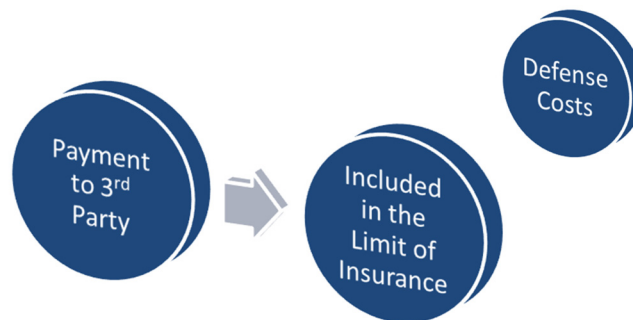 Payment
to 3rd
Party
Included
in the
Limit of
Insurance
Defense
Costs